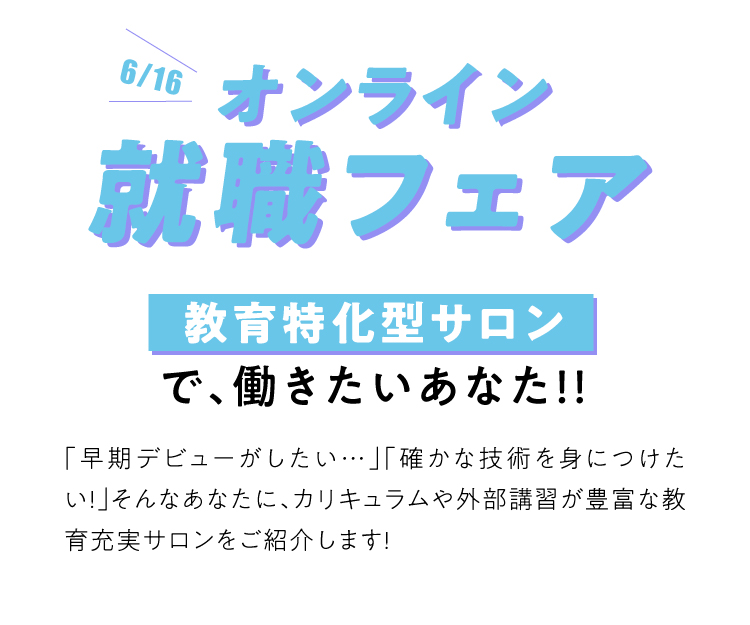 6/16
オンライン
就職フェア
教育特化型サロン
で、働きたいあなた!!
「早期デビューがしたい…」「確かな技術を身につけた
い!」そんなあなたに、カリキュラムや外部講習が豊富な教
育充実サロンをご紹介します!